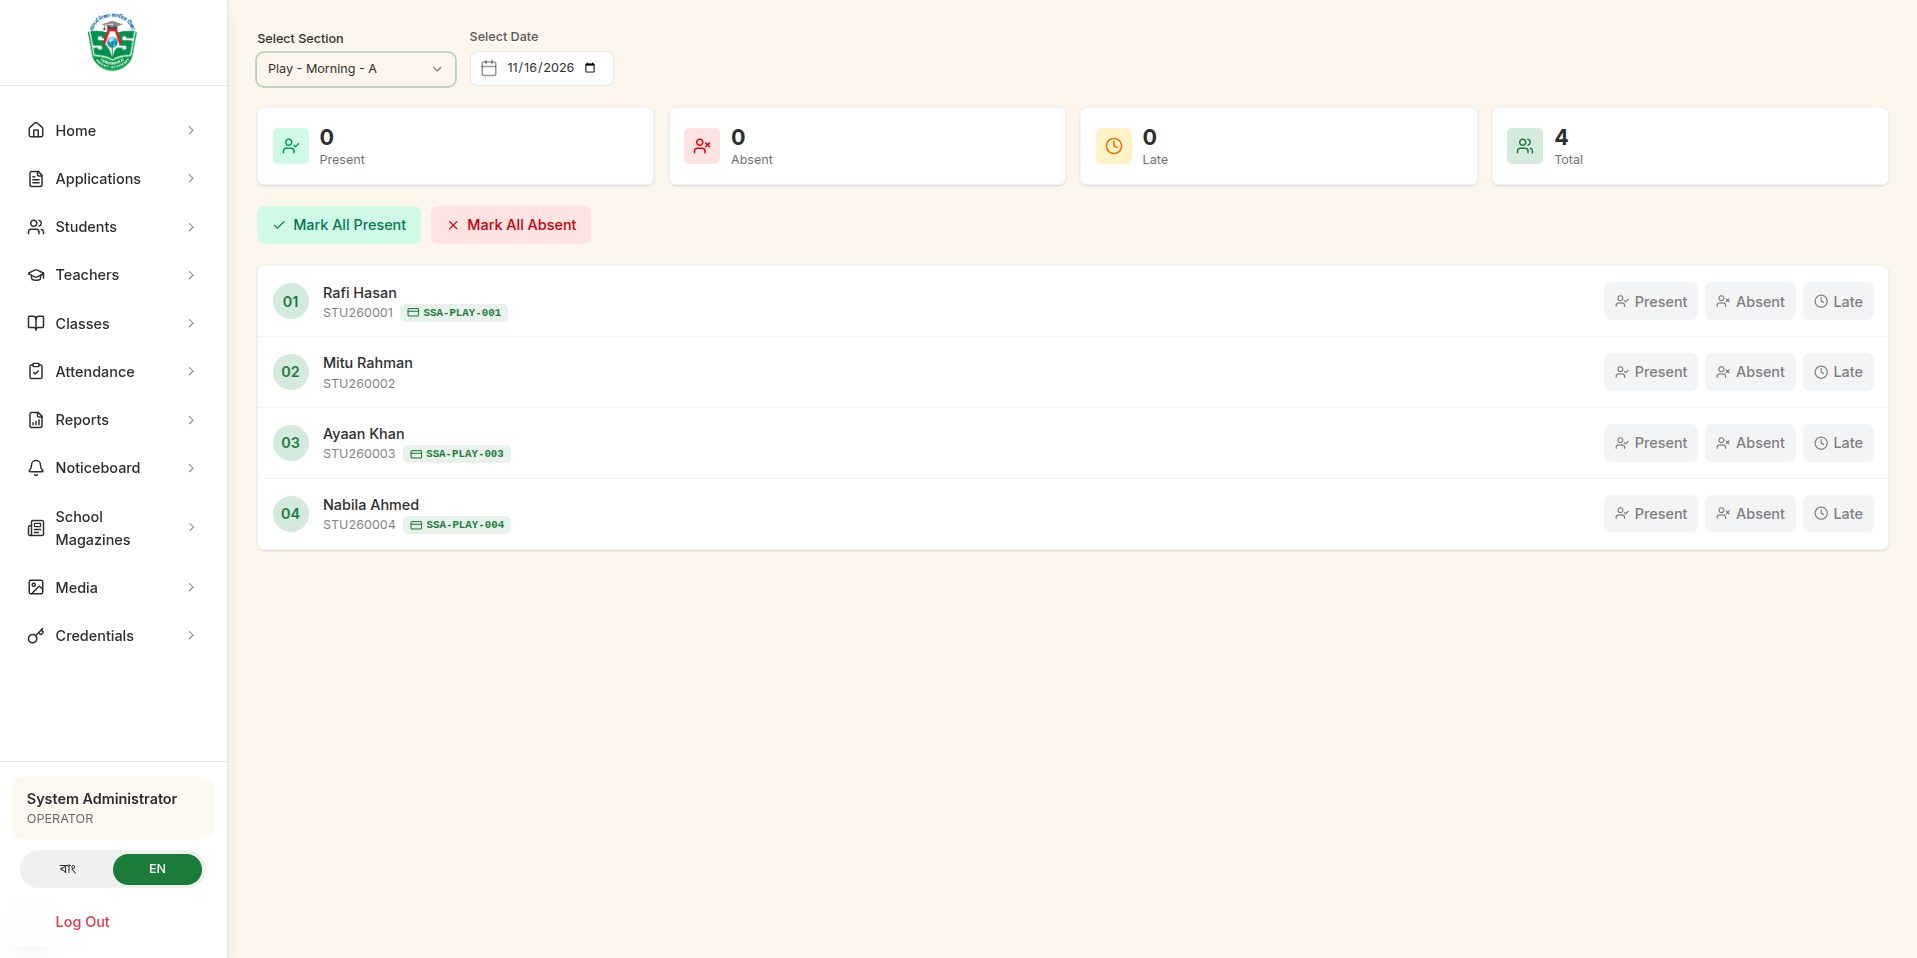 Select Section
Select Date
Play - Morning - A
11/16/2026
0
Present
0
Absent
0
Late
4
Total
Mark All Present
Mark All Absent
01
Rafi Hasan
STU260001
SSA-PLAY-001
Present
Absent
Late
02
Mitu Rahman
STU260002
Present
Absent
Late
03
Ayaan Khan
STU260003
SSA-PLAY-003
Present
Absent
Late
04
Nabila Ahmed
STU260004
SSA-PLAY-004
Present
Absent
Late
Home
Applications
Students
Teachers
Classes
Attendance
Reports
Noticeboard
School
Magazines
Media
Credentials
System Administrator
OPERATOR
বাং
EN
Log Out